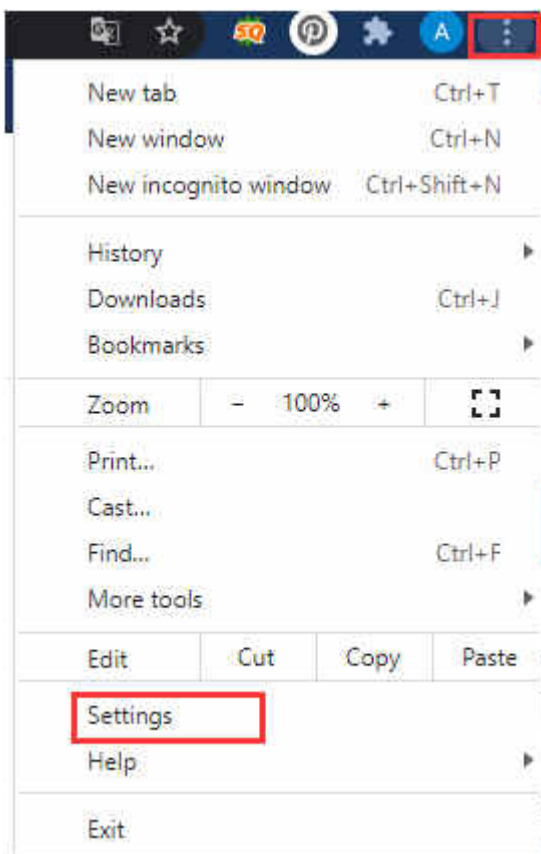 SQ A
New tab Ctrl+T
New window Ctrl+N
New incognito window Ctrl+Shift+N
History
Downloads Ctrl+J
Bookmarks
Zoom - 100% +
Print... Ctrl+P
Cast...
Find... Ctrl+F
More tools
Edit Cut Copy Paste
Settings
Help
Exit